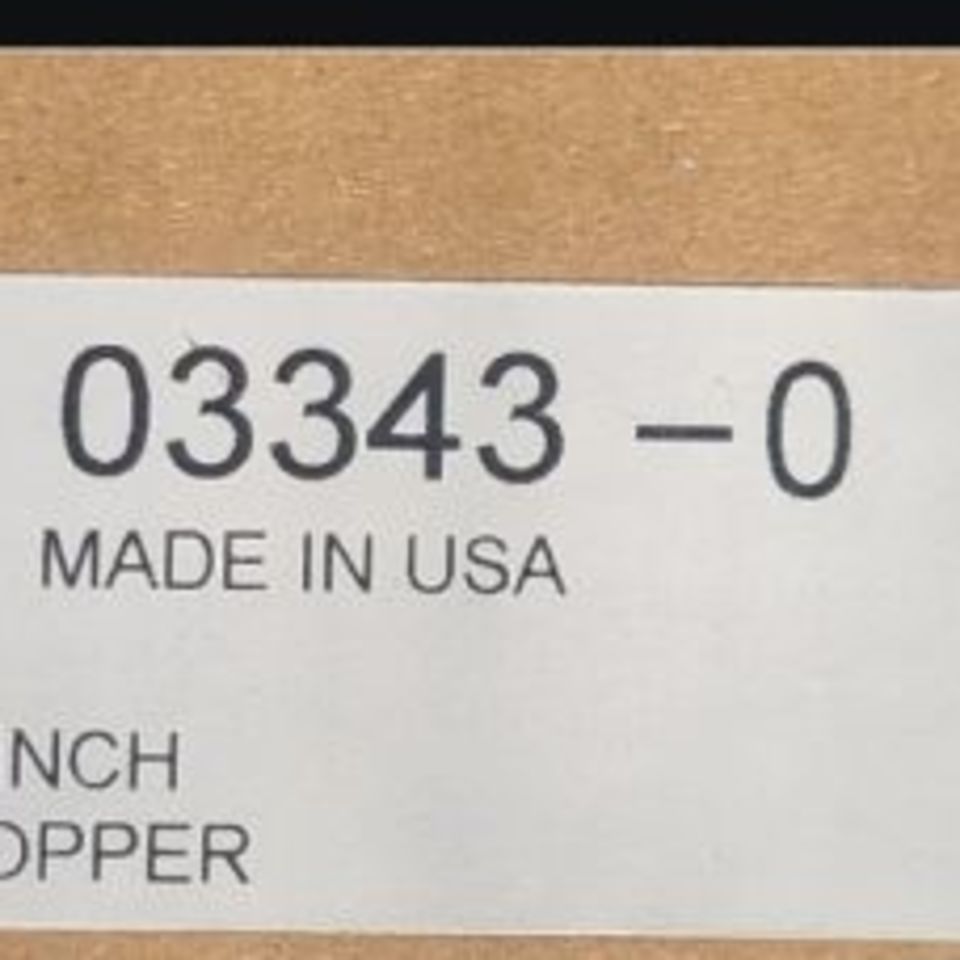 03343 -0
MADE IN USA
NCH
OPPER